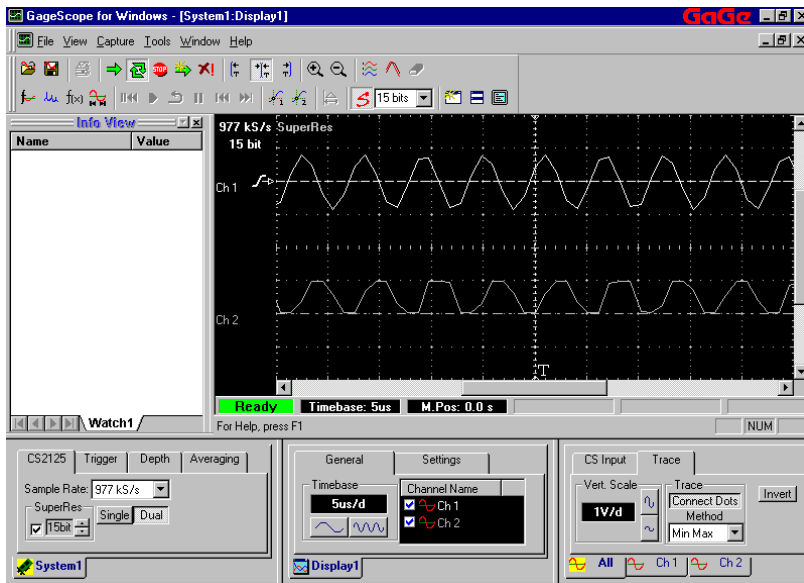 GageScope for Windows - [System1:Display1]
GaGe
File View Capture Tools Window Help
f(x)
1 2
15 bits
Info View
Name Value
Watch1
977 kS/s SuperRes
15 bit
Ch 1
Ch 2
T
Ready Timebase: 5us M.Pos: 0.0 s
For Help, press F1
NUM
CS2125 Trigger Depth Averaging
Sample Rate: 977 kS/s
SuperRes
15bit
Single Dual
System1
General Settings
Timebase
5us/d
Channel Name
Ch 1
Ch 2
Display1
CS Input Trace
Vert. Scale
1V/d
Trace
Connect Dots
Method
Min Max
Invert
All Ch 1 Ch 2